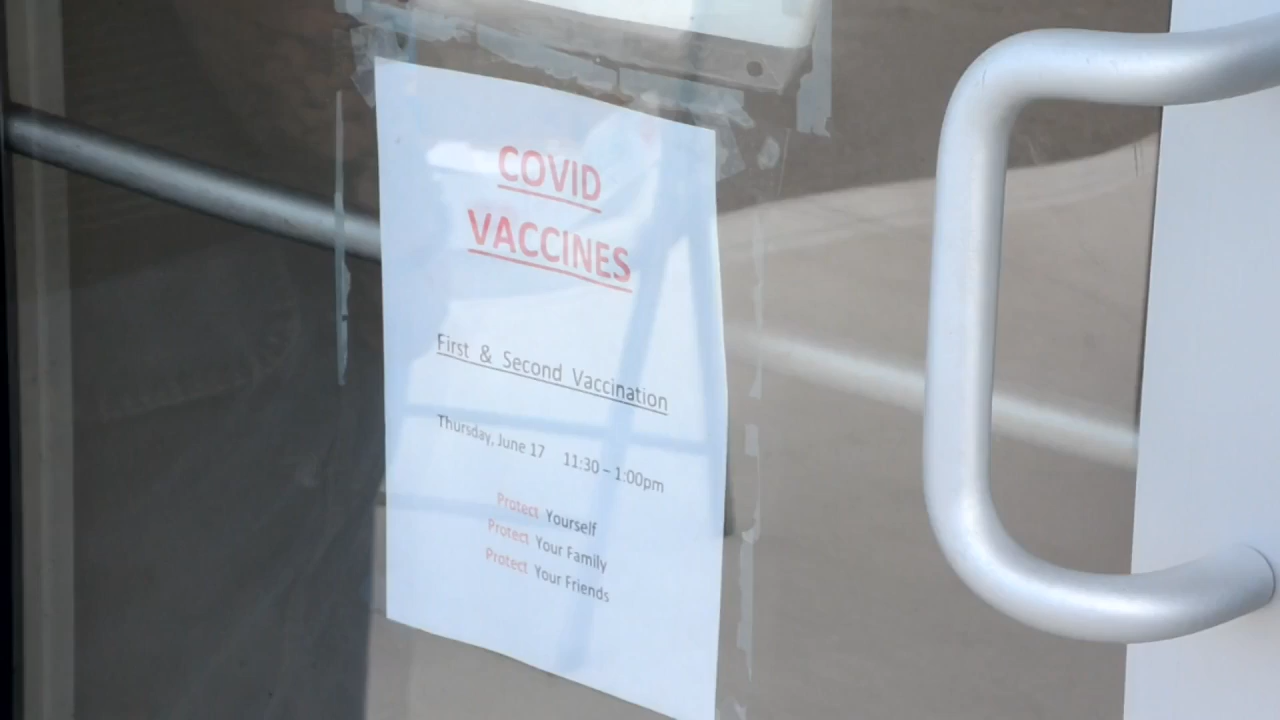 COVID
VACCINES
First & Second Vaccination
Thursday, June 17 11:30 – 1:00pm
Protect Yourself
Protect Your Family
Protect Your Friends